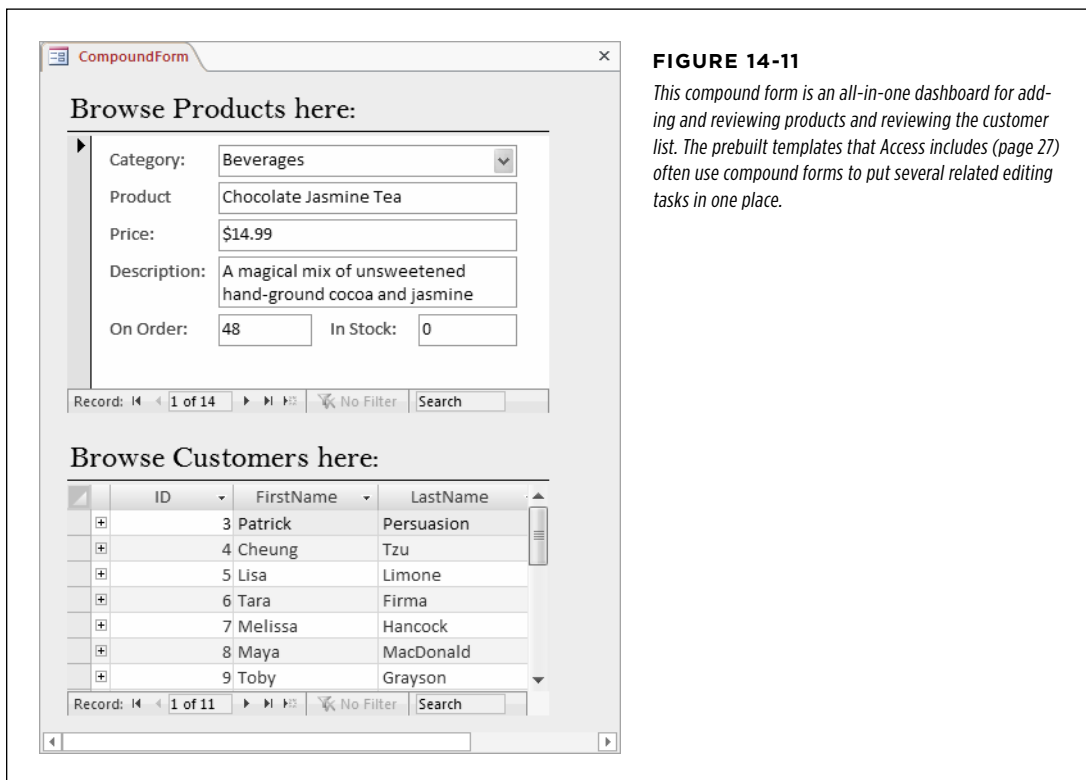 CompoundForm
Browse Products here:
Category: Beverages
Product Chocolate Jasmine Tea
Price: $14.99
Description: A magical mix of unsweetened
hand-ground cocoa and jasmine
On Order: 48 In Stock: 0
Record: 1 of 14 No Filter Search
Browse Customers here:
ID FirstName LastName
3 Patrick Persuasion
4 Cheung Tzu
5 Lisa Limone
6 Tara Firma
7 Melissa Hancock
8 Maya MacDonald
9 Toby Grayson
Record: 1 of 11 No Filter Search
FIGURE 14-11
This compound form is an all-in-one dashboard for add-
ing and reviewing products and reviewing the customer
list. The prebuilt templates that Access includes (page 27)
often use compound forms to put several related editing
tasks in one place.